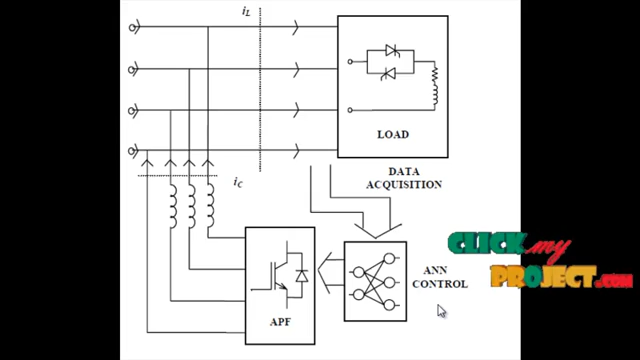 iL
LOAD
DATA
ACQUISITION
iC
CLICK my
PROJECT.COM
ANN
CONTROL
APF